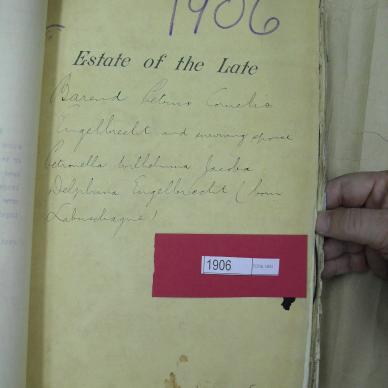 1906
Estate of the Late
Barend Petrus Cornelis
Engelbrecht and surviving spouse
Petronella Wilhelmina Jacoba
Delphina Engelbrecht (born
Labuschagne)
1906